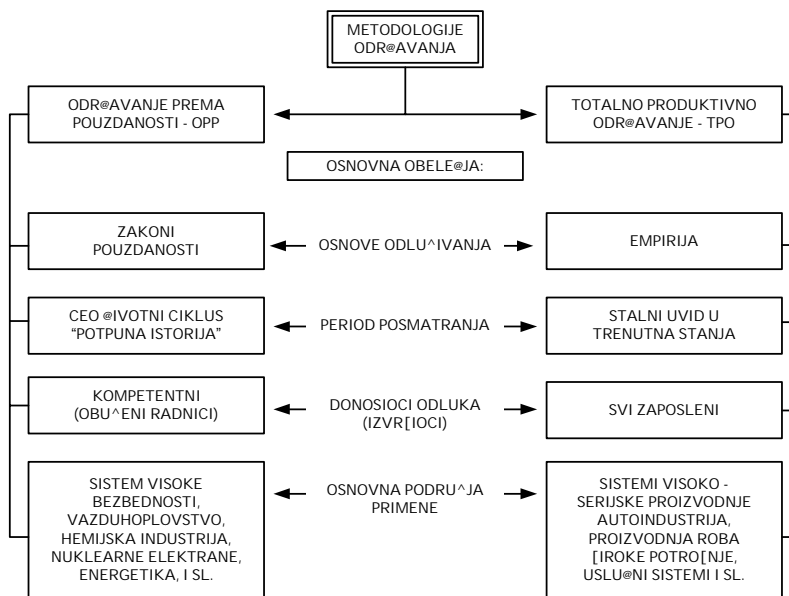 METODOLOGIJE
ODR@AVANJA
ODR@AVANJE PREMA
POUZDANOSTI - OPP
TOTALNO PRODUKTIVNO
ODR@AVANJE - TPO
OSNOVNA OBELE@JA:
ZAKONI
POUZDANOSTI
OSNOVE ODLU^IVANJA
EMPIRIJA
CEO @IVOTNI CIKLUS
“POTPUNA ISTORIJA”
PERIOD POSMATRANJA
STALNI UVID U
TRENUTNA STANJA
KOMPETENTNI
(OBU^ENI RADNICI)
DONOSIOCI ODLUKA
(IZVR[IOCI)
SVI ZAPOSLENI
SISTEM VISOKE
BEZBEDNOSTI,
VAZDUHOPLOVSTVO,
HEMIJSKA INDUSTRIJA,
NUKLEARNE ELEKTRANE,
ENERGETIKA, I SL.
OSNOVNA PODRU^JA
PRIMENE
SISTEMI VISOKO -
SERIJSKE PROIZVODNJE
AUTOINDUSTRIJA,
PROIZVODNJA ROBA
[IROKE POTRO[NJE,
USLU@NI SISTEMI I SL.